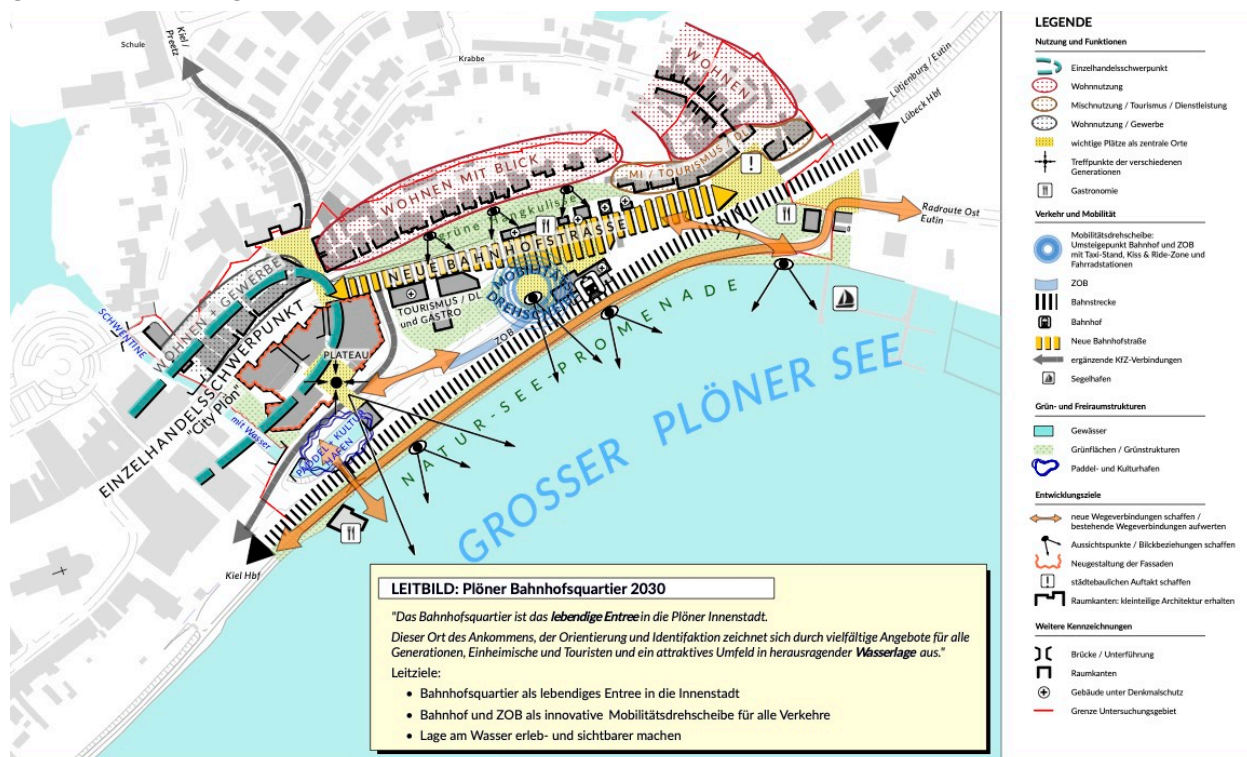 Schule
Kiel /
Preetz
Krabbe
WOHNEN
Lütjenburg / Eutin
Lübeck Hbf
WOHNEN MIT BLICK
MI / TOURISMUS / DL
grüne Hangkulisse
NEUE BAHNHOFSTRASSE
Radroute Ost
Eutin
WOHNEN + GEWERBE
SCHWENTINE
MOBILITÄTS
DREHSCHEIBE
TOURISMUS / DL
und GASTRO
ZOB
PLATEAU
EINZELHANDELSSCHWERPUNKT
"City Plön"
mit Wasser
PADDEL-KULTUR
HAFEN
NATUR-SEE-PROMENADE
GROSSER PLÖNER SEE
Kiel Hbf
LEITBILD: Plöner Bahnhofsquartier 2030
"Das Bahnhofsquartier ist das lebendige Entree in die Plöner Innenstadt.
Dieser Ort des Ankommens, der Orientierung und Identifaktion zeichnet sich durch vielfältige Angebote für alle
Generationen, Einheimische und Touristen und ein attraktives Umfeld in herausragender Wasserlage aus."
Leitziele:
• Bahnhofsquartier als lebendiges Entree in die Innenstadt
• Bahnhof und ZOB als innovative Mobilitätsdrehscheibe für alle Verkehre
• Lage am Wasser erleb- und sichtbarer machen
LEGENDE
Nutzung und Funktionen
Einzelhandelsschwerpunkt
Wohnnutzung
Mischnutzung / Tourismus / Dienstleistung
Wohnnutzung / Gewerbe
wichtige Plätze als zentrale Orte
Treffpunkte der verschiedenen
Generationen
Gastronomie
Verkehr und Mobilität
Mobilitätsdrehscheibe:
Umsteigepunkt Bahnhof und ZOB
mit Taxi-Stand, Kiss & Ride-Zone und
Fahrradstationen
ZOB
Bahnstrecke
Bahnhof
Neue Bahnhofstraße
ergänzende KfZ-Verbindungen
Segelhafen
Grün- und Freiraumstrukturen
Gewässer
Grünflächen / Grünstrukturen
Paddel- und Kulturhafen
Entwicklungsziele
neue Wegeverbindungen schaffen /
bestehende Wegeverbindungen aufwerten
Aussichtspunkte / Bilckbeziehungen schaffen
Neugestaltung der Fassaden
! städtebaulichen Auftakt schaffen
Raumkanten: kleinteilige Architektur erhalten
Weitere Kennzeichnungen
Brücke / Unterführung
Raumkanten
Gebäude unter Denkmalschutz
Grenze Untersuchungsgebiet